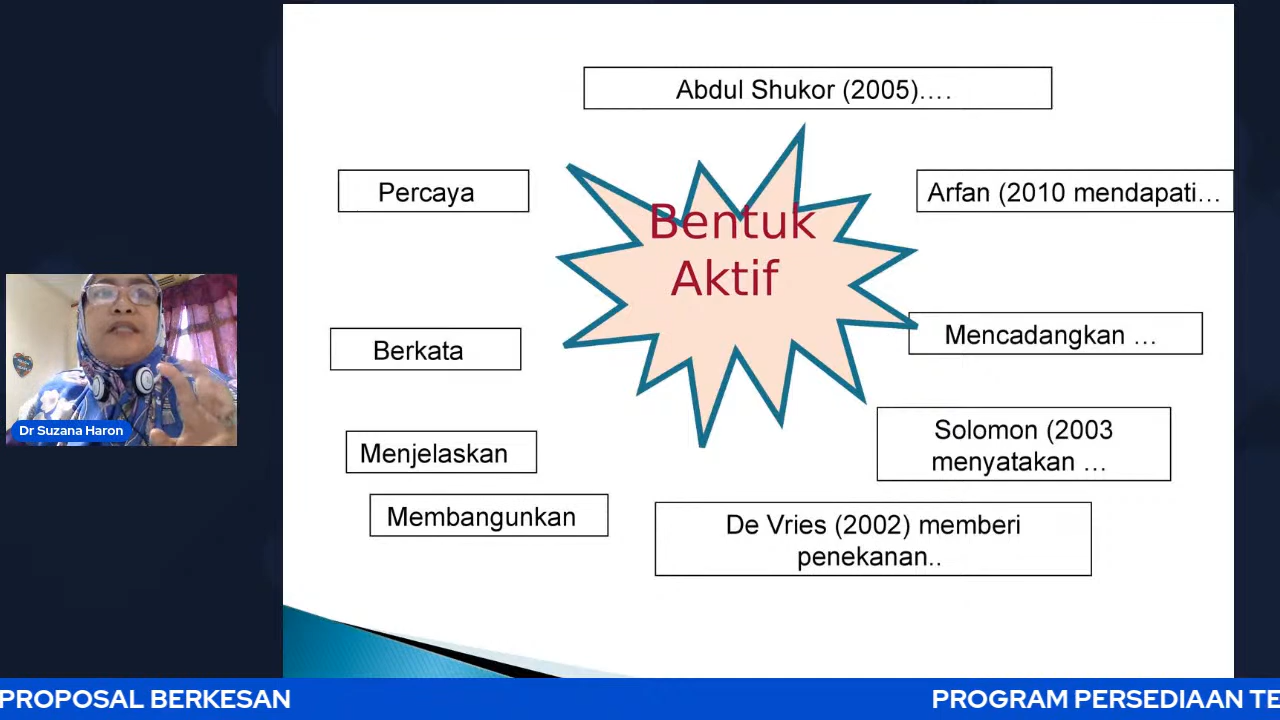 Abdul Shukor (2005)….
Percaya
Arfan (2010 mendapati…
Bentuk
Aktif
Mencadangkan …
Berkata
Solomon (2003
menyatakan …
Menjelaskan
Membangunkan
De Vries (2002) memberi
penekanan..
Dr Suzana Haron
PROPOSAL BERKESAN
PROGRAM PERSEDIAAN TE